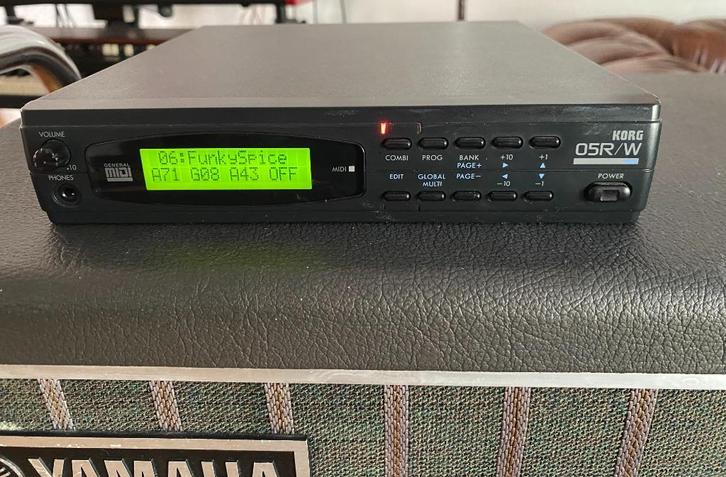 VOLUME
10
PHONES
GENERAL
MIDI
06:FunkySpice
A71 G08 A43 OFF
MIDI
COMBI PROG BANK +10 +1
PAGE+
EDIT GLOBAL PAGE−
MULTI −10 −1
KORG
05R/W
POWER
YAMAHA